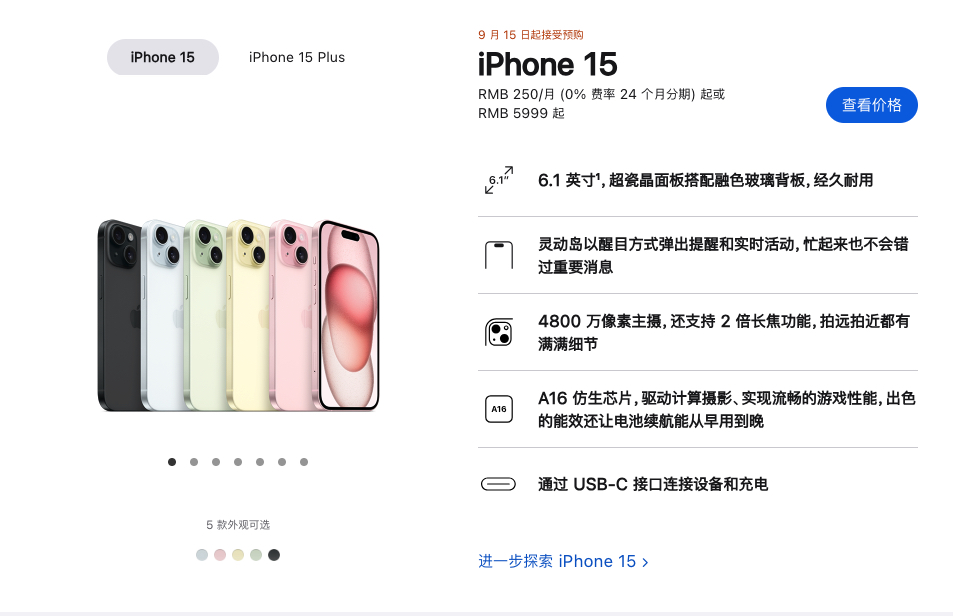 iPhone 15
iPhone 15 Plus
5 款外观可选
9 月 15 日起接受预购
iPhone 15
RMB 250/月 (0% 费率 24 个月分期) 起或
RMB 5999 起
查看价格
6.1″
6.1 英寸¹，超瓷晶面板搭配融色玻璃背板，经久耐用
灵动岛以醒目方式弹出提醒和实时活动，忙起来也不会错
过重要消息
4800 万像素主摄，还支持 2 倍长焦功能，拍远拍近都有
满满细节
A16
A16 仿生芯片，驱动计算摄影、实现流畅的游戏性能，出色
的能效还让电池续航能从早用到晚
通过 USB-C 接口连接设备和充电
进一步探索 iPhone 15 ›